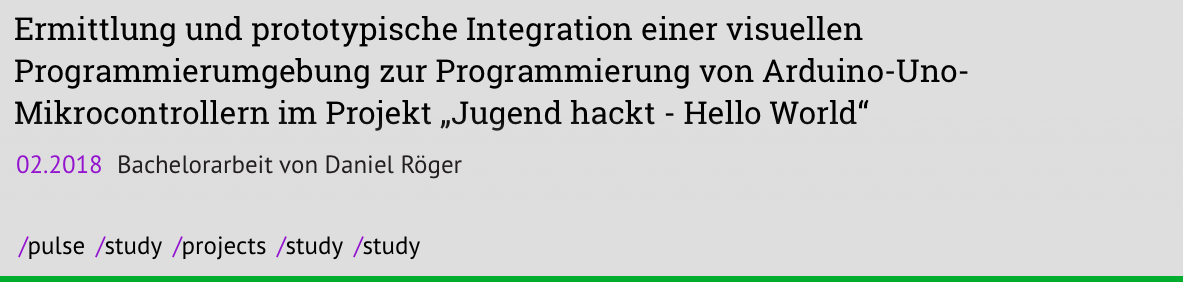 Ermittlung und prototypische Integration einer visuellen
Programmierumgebung zur Programmierung von Arduino-Uno-
Mikrocontrollern im Projekt „Jugend hackt - Hello World“
02.2018 Bachelorarbeit von Daniel Röger
/pulse /study /projects /study /study